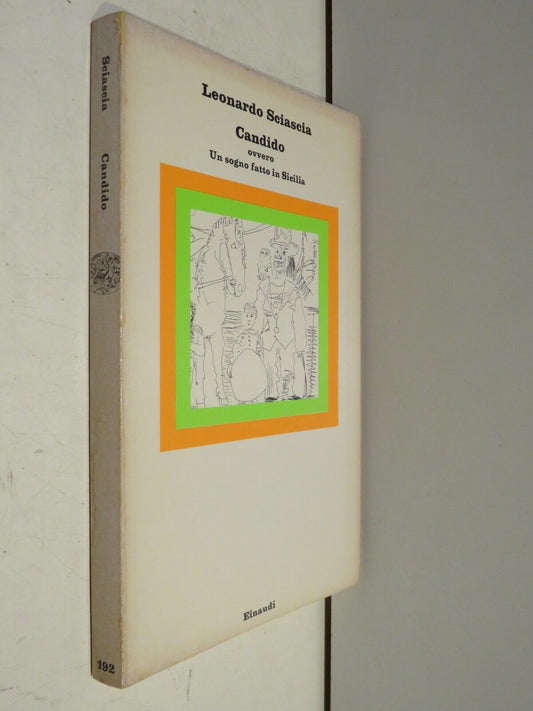 Leonardo Sciascia
Candido
ovvero
Un sogno fatto in Sicilia
Einaudi
Sciascia
Candido
192